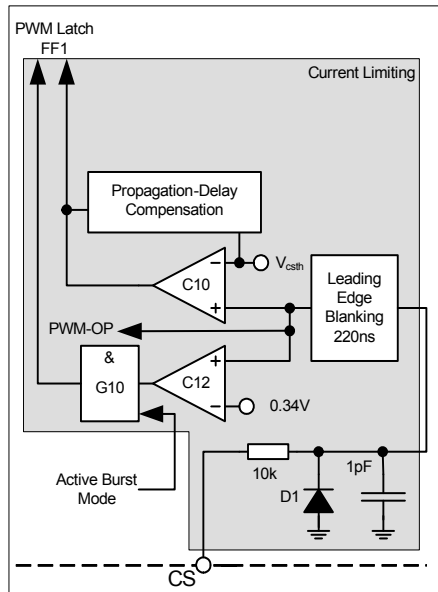 PWM Latch
FF1
Current Limiting
Propagation-Delay
Compensation
Vcsth
C10
Leading
Edge
Blanking
220ns
PWM-OP
&
G10
C12
0.34V
Active Burst
Mode
10k
1pF
D1
CS